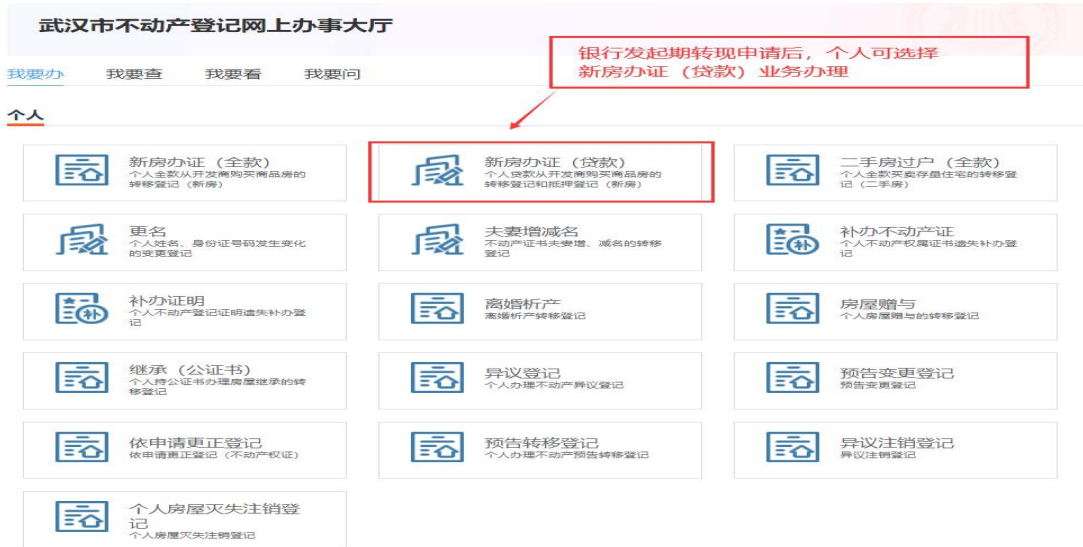 武汉市不动产登记网上办事大厅
银行发起期转现申请后，个人可选择
新房办证（贷款）业务办理
我要办 我要查 我要看 我要问
个人
新房办证（全款）
个人全款从开发商购买商品房的
转移登记（新房）
新房办证（贷款）
个人贷款从开发商购买商品房的
转移登记和抵押登记（新房）
二手房过户（全款）
个人全款买卖存量住宅的转移登
记（二手房）
更名
个人姓名、身份证号码发生变化
的变更登记
夫妻增减名
不动产证书夫妻增、减名的转移
登记
补办不动产证
个人不动产权属证书遗失补办登
记
补
补办证明
个人不动产登记证明遗失补办登
记
补
离婚析产
离婚析产转移登记
房屋赠与
个人房屋赠与的转移登记
继承（公证书）
个人持公证书办理房屋继承的转
移登记
异议登记
个人办理不动产异议登记
预告变更登记
预告变更登记
依申请更正登记
依申请更正登记（不动产权证）
预告转移登记
个人办理不动产预告转移登记
异议注销登记
异议注销登记
个人房屋灭失注销登
记
个人房屋灭失注销登记